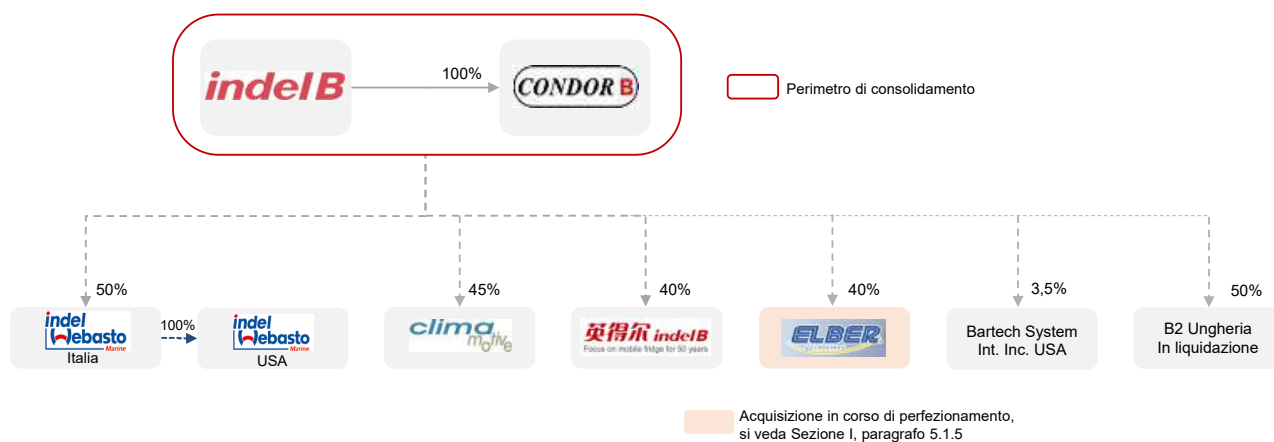 indelB
100%
CONDOR B
Perimetro di consolidamento
50%
45%
40%
40%
3,5%
50%
indel
Webasto
Marine
Italia
100%
indel
Webasto
Marine
USA
clima
motive
英得尔 indelB
Focus on mobile fridge for 50 years
ELBER
Bartech System
Int. Inc. USA
B2 Ungheria
In liquidazione
Acquisizione in corso di perfezionamento,
si veda Sezione I, paragrafo 5.1.5